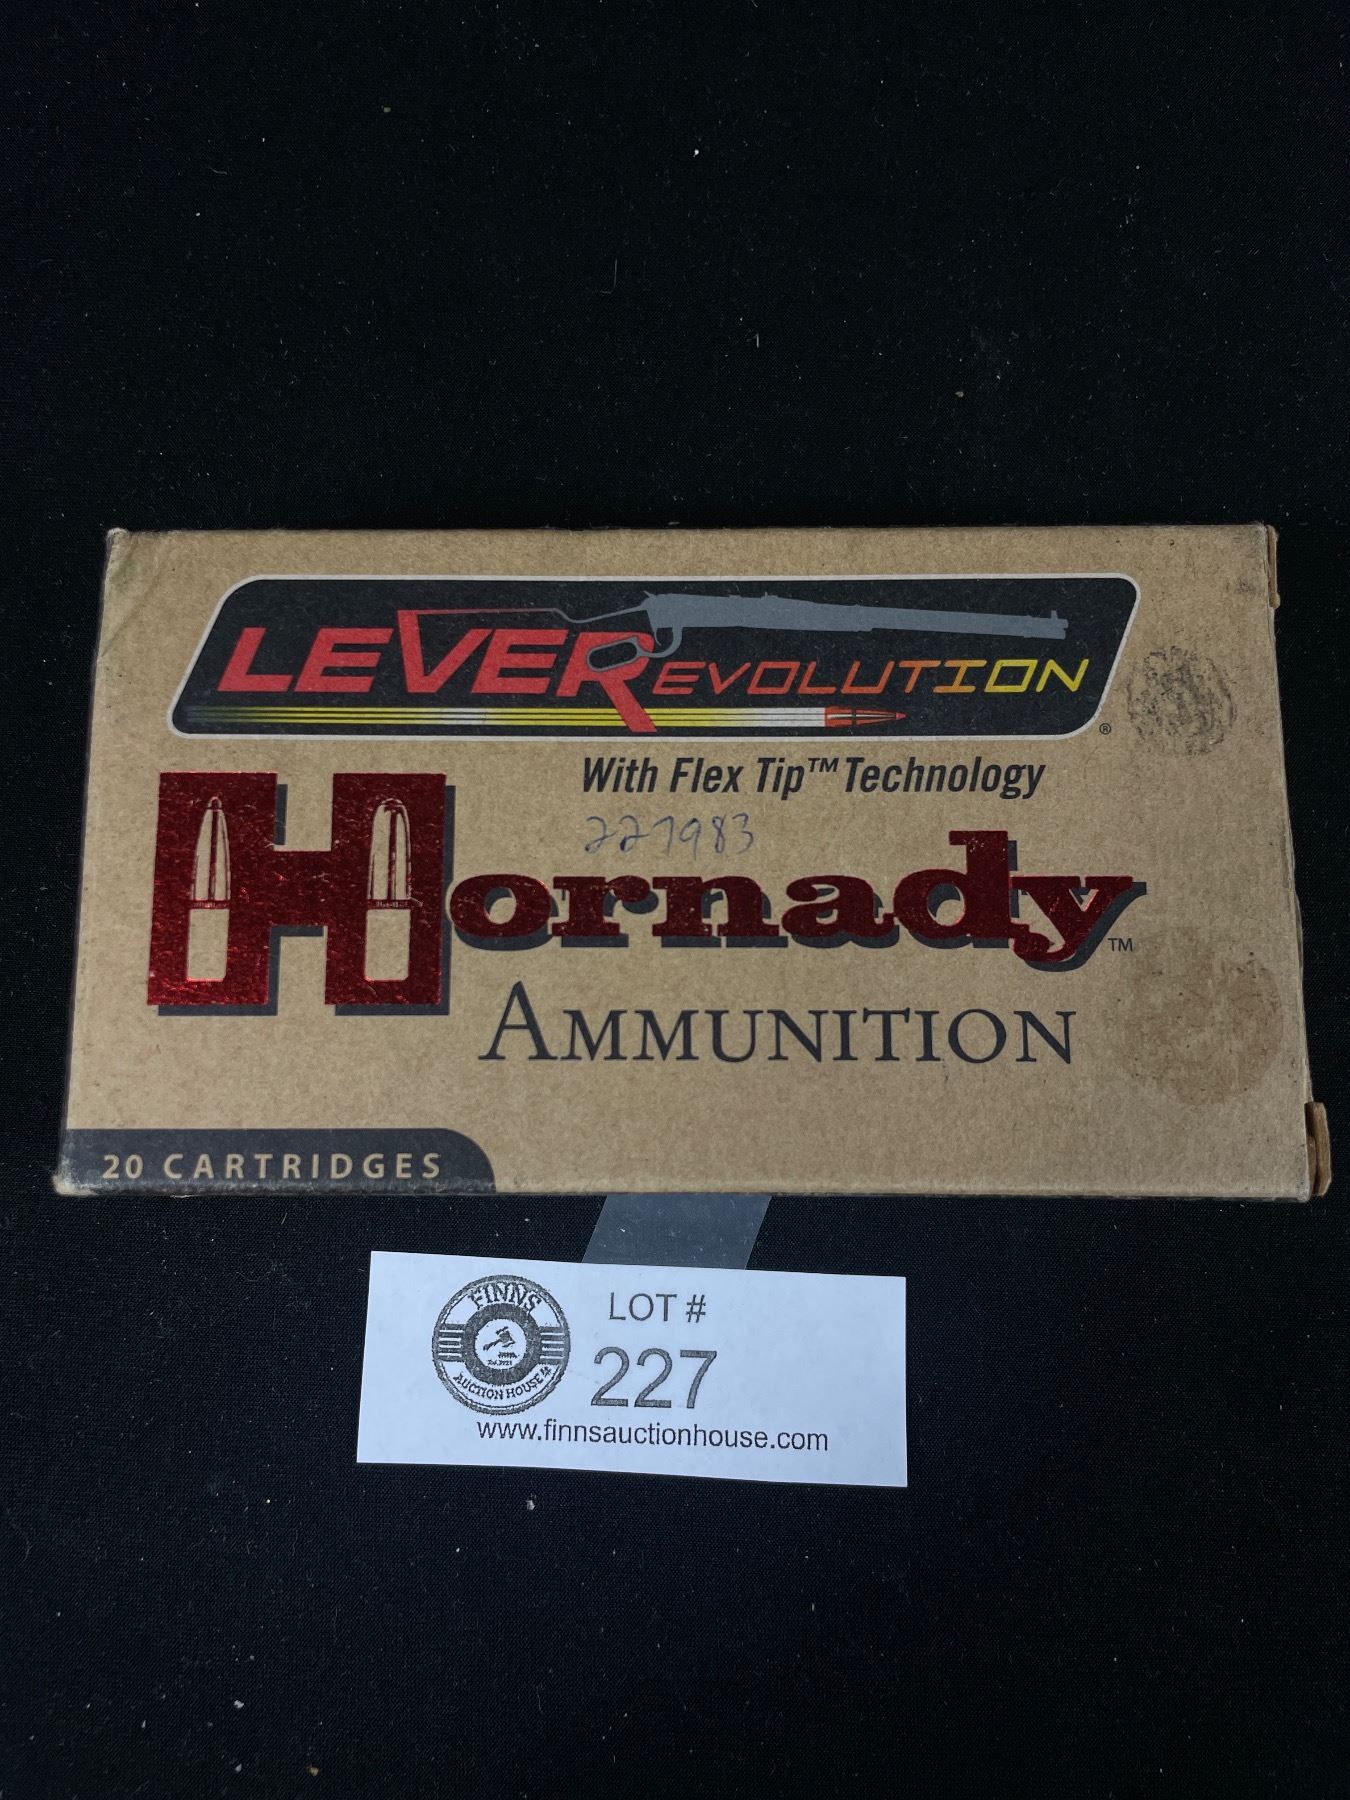 LEVEREVOLUTION
®
With Flex Tip™ Technology
227983
Hornady™
AMMUNITION
20 CARTRIDGES
FINNS
AUCTION HOUSE
LOT #
227
www.finnsauctionhouse.com